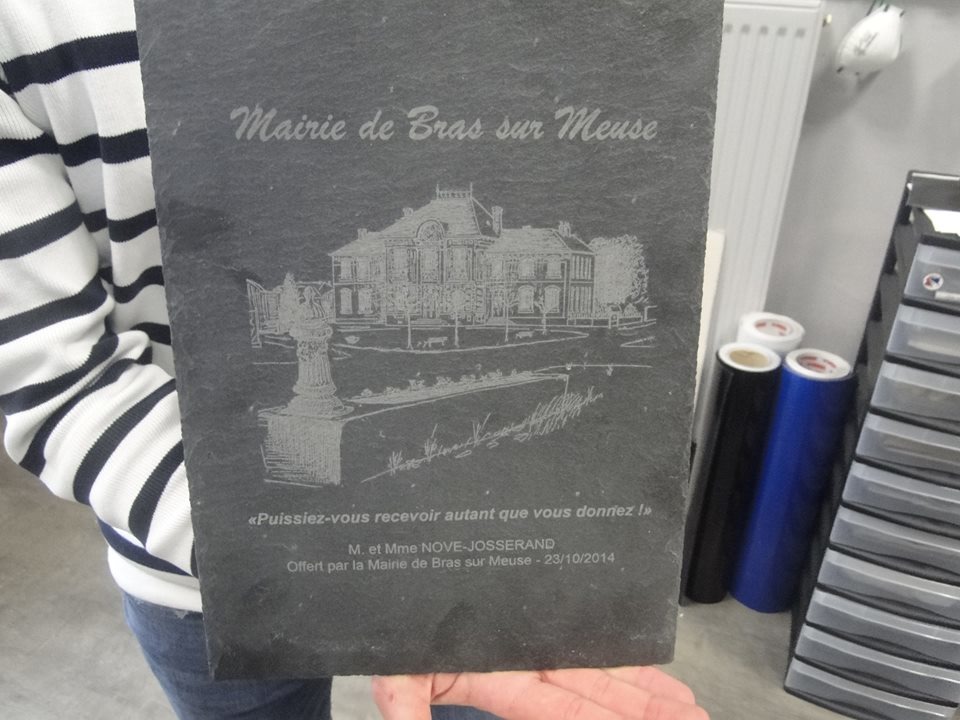 Mairie de Bras sur Meuse
«Puissiez-vous recevoir autant que vous donnez !»
M. et Mme NOVE-JOSSERAND
Offert par la Mairie de Bras sur Meuse - 23/10/2014